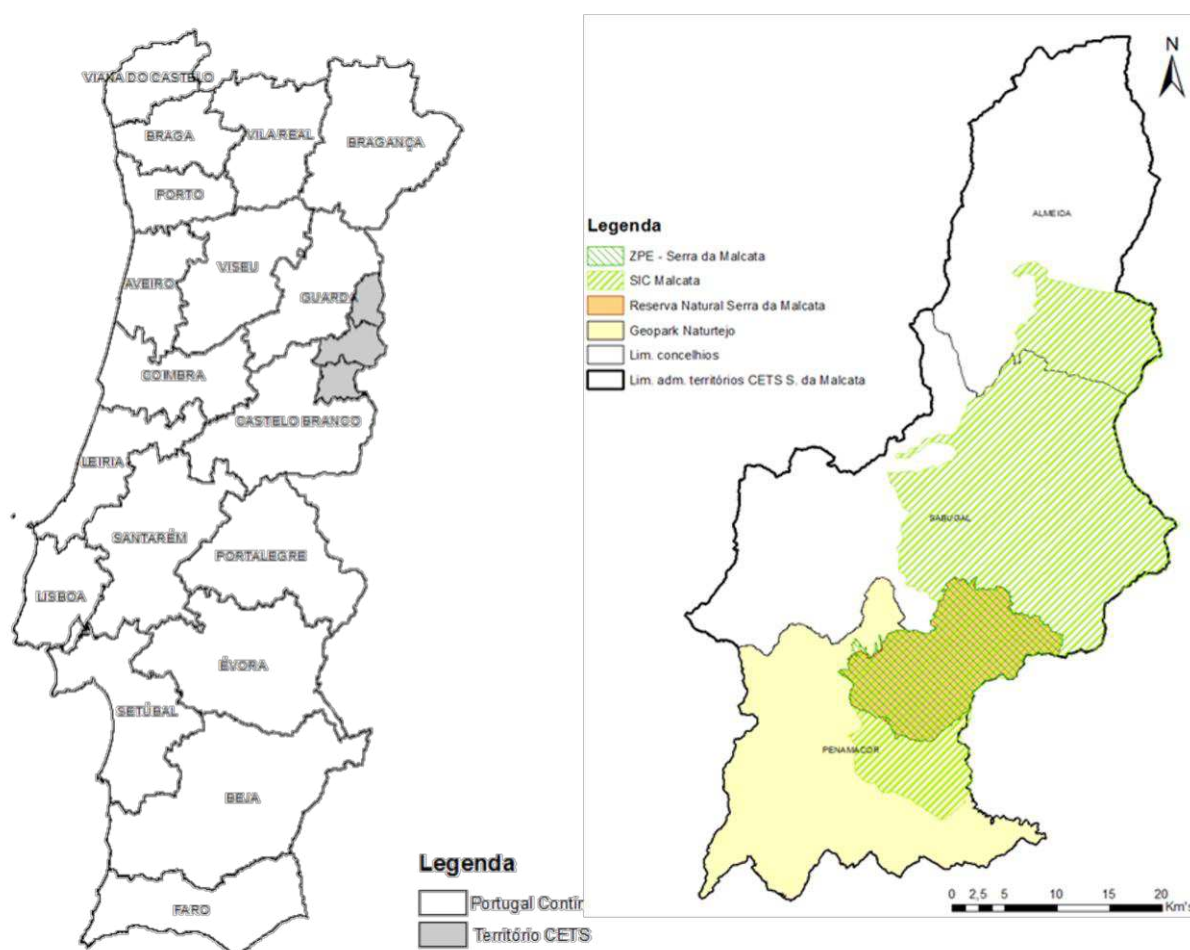 VIANA DO CASTELO
BRAGA
VILA REAL
BRAGANÇA
PORTO
AVEIRO
VISEU
GUARDA
COIMBRA
CASTELO BRANCO
LEIRIA
SANTARÉM
PORTALEGRE
LISBOA
ÉVORA
SETÚBAL
BEJA
FARO
Legenda
Portugal Contin
Território CETS
N
Legenda
ZPE - Serra da Malcata
SIC Malcata
Reserva Natural Serra da Malcata
Geopark Naturtejo
Lim. concelhios
Lim. adm. territórios CETS S. da Malcata
ALMEIDA
SABUGAL
PENAMACOR
0 2,5 5 10 15 20
Km's